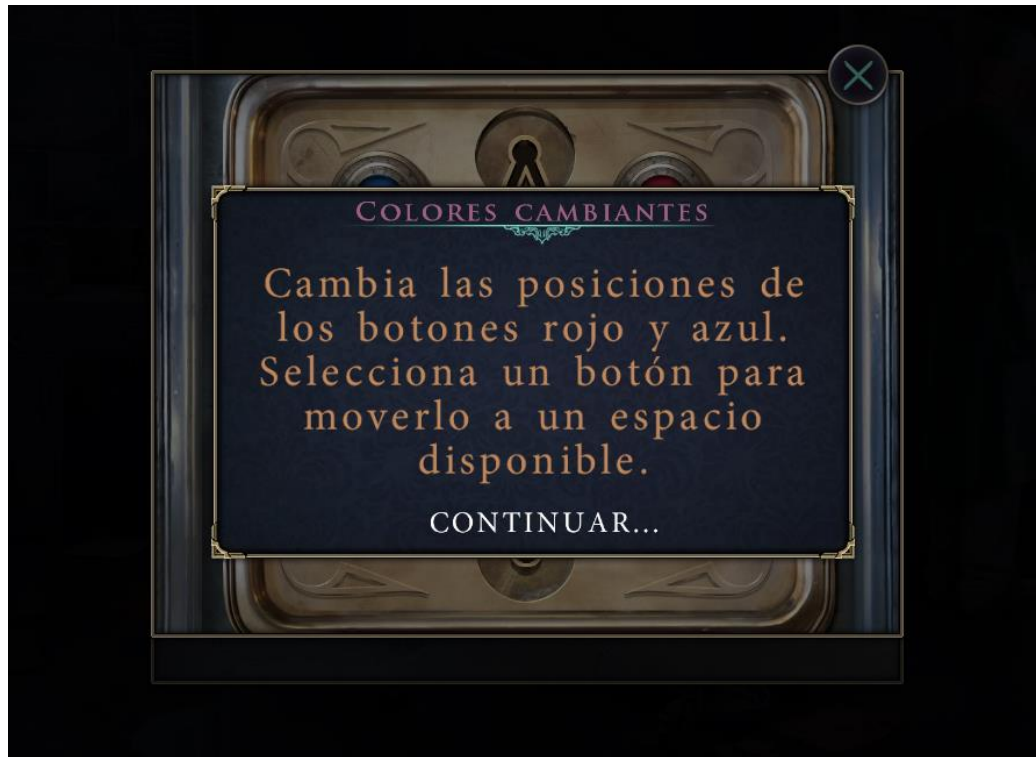 COLORES CAMBIANTES
Cambia las posiciones de
los botones rojo y azul.
Selecciona un botón para
moverlo a un espacio
disponible.
CONTINUAR...